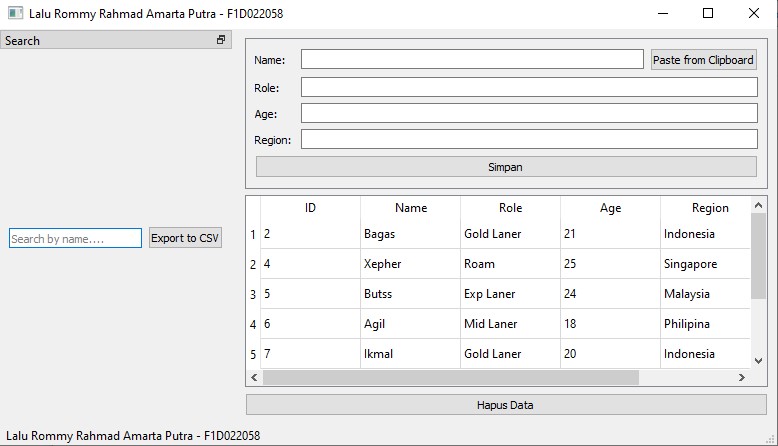 Lalu Rommy Rahmad Amarta Putra - F1D022058
Search
Search by name....
Export to CSV
Name:
Paste from Clipboard
Role:
Age:
Region:
Simpan
ID Name Role Age Region
1 2 Bagas Gold Laner 21 Indonesia
2 4 Xepher Roam 25 Singapore
3 5 Butss Exp Laner 24 Malaysia
4 6 Agil Mid Laner 18 Philipina
5 7 Ikmal Gold Laner 20 Indonesia
Hapus Data
Lalu Rommy Rahmad Amarta Putra - F1D022058